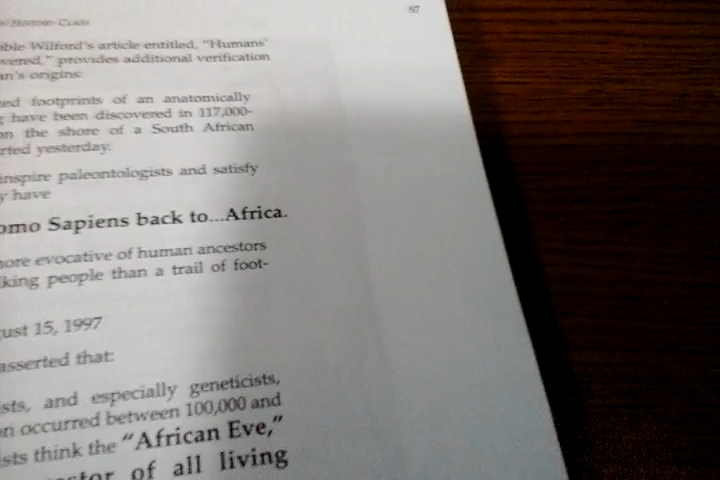 57
ble Wilford's article entitled, "Humans'
vered," provides additional verification
an's origins:
ed footprints of an anatomically
g have been discovered in 117,000-
on the shore of a South African
rted yesterday.
inspire paleontologists and satisfy
y have
omo Sapiens back to...Africa.
ore evocative of human ancestors
king people than a trail of foot-
ust 15, 1997
asserted that:
sts, and especially geneticists,
n occurred between 100,000 and
sts think the "African Eve,"
stor of all living